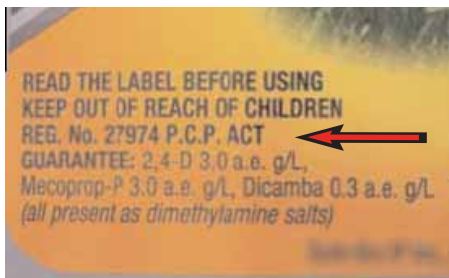 READ THE LABEL BEFORE USING
KEEP OUT OF REACH OF CHILDREN
REG. No. 27974 P.C.P. ACT
GUARANTEE: 2,4-D 3.0 a.e. g/L,
Mecoprop-P 3.0 a.e. g/L, Dicamba 0.3 a.e. g/L
(all present as dimethylamine salts)